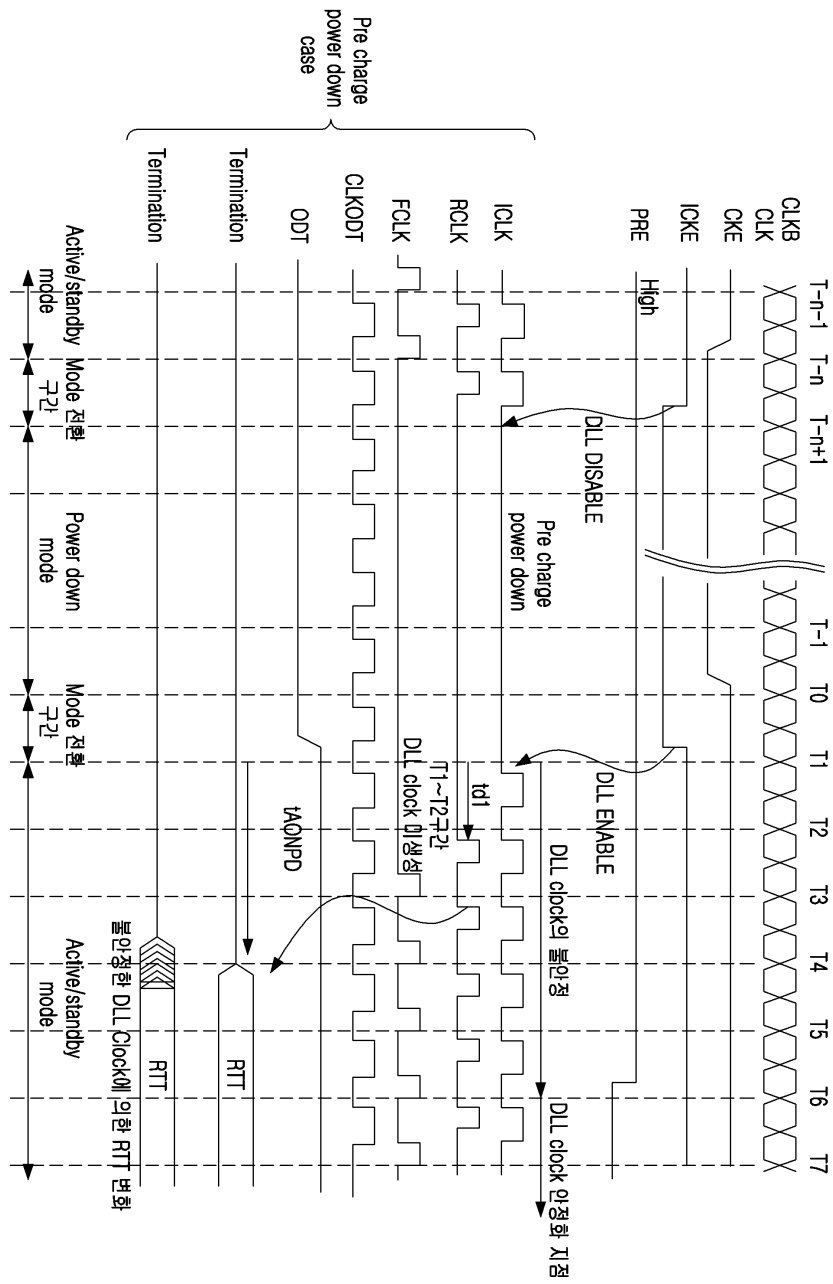 T-n-1
T-n
T-n+1
T-1
T0
T1
T2
T3
T4
T5
T6
T7
CLKB
CLK
CKE
ICKE
PRE
High
DLL DISABLE
DLL ENABLE
Pre charge
power down
DLL clock의 불안정
DLL clock 안정화 지점
ICLK
RCLK
td1
T1~T2구간
DLL clock 미생성
FCLK
CLKODT
ODT
tAONPD
Termination
RTT
Termination
RTT
불안정한 DLL Clock에 의한 RTT 변화
Pre charge
power down
case
Active/standby
mode
Mode 전환
구간
Power down
mode
Mode 전환
구간
Active/standby
mode